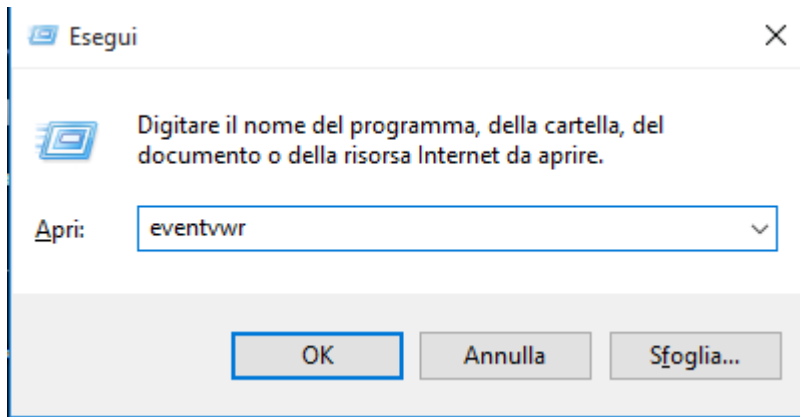 Esegui
Digitare il nome del programma, della cartella, del
documento o della risorsa Internet da aprire.
Apri: eventvwr
OK Annulla Sfoglia...